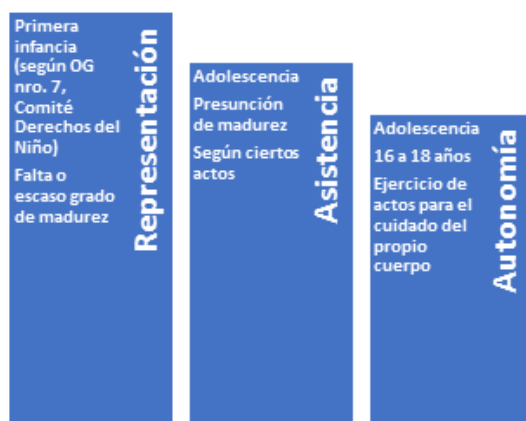 Primera
infancia
(según OG
nro. 7,
Comité
Derechos del
Niño)
Falta o
escaso grado
de madurez
Representación
Adolescencia
Presunción
de madurez
Según ciertos
actos
Asistencia
Adolescencia
16 a 18 años
Ejercicio de
actos para el
cuidado del
propio
cuerpo
Autonomía